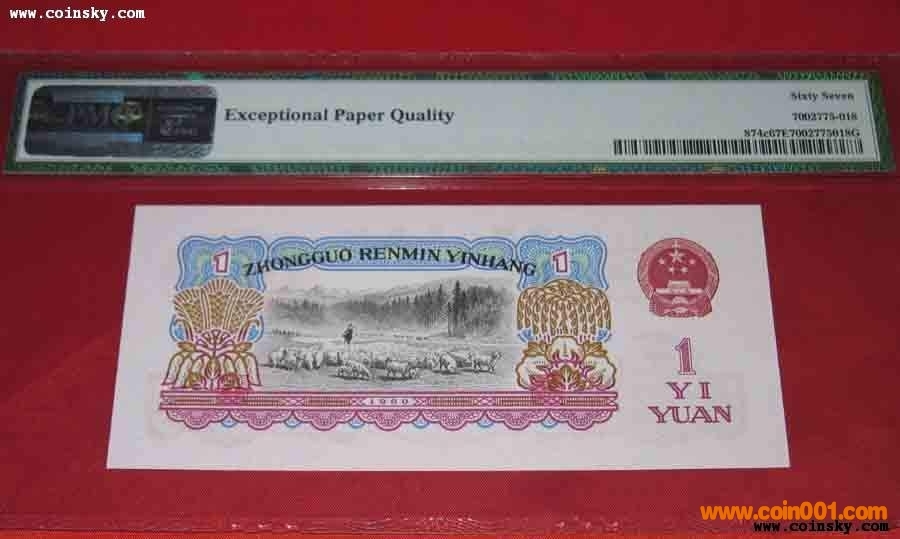 www.coinsky.com
PMG
Exceptional Paper Quality
Sixty Seven
7002775-018
874c67E7002775018G
1
ZHONGGUO RENMIN YINHANG
1
1960
1
YI
YUAN
www.coin001.com
www.coinsky.com